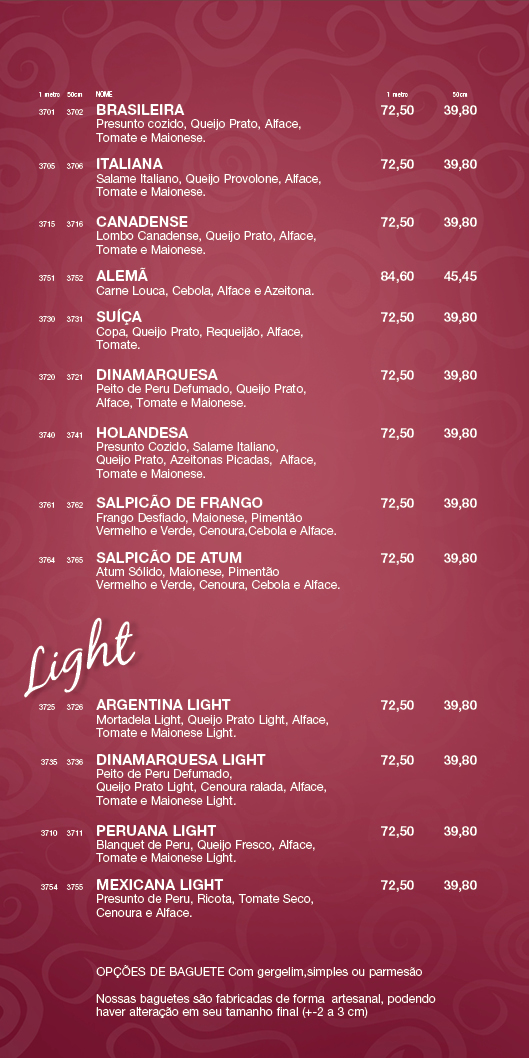 1 metro 50cm NOME 1 metro 50cm
3701 3702 BRASILEIRA 72,50 39,80
Presunto cozido, Queijo Prato, Alface,
Tomate e Maionese.
3705 3706 ITALIANA 72,50 39,80
Salame Italiano, Queijo Provolone, Alface,
Tomate e Maionese.
3715 3716 CANADENSE 72,50 39,80
Lombo Canadense, Queijo Prato, Alface,
Tomate e Maionese.
3751 3752 ALEMÃ 84,60 45,45
Carne Louca, Cebola, Alface e Azeitona.
3730 3731 SUÍÇA 72,50 39,80
Copa, Queijo Prato, Requeijão, Alface,
Tomate.
3720 3721 DINAMARQUESA 72,50 39,80
Peito de Peru Defumado, Queijo Prato,
Alface, Tomate e Maionese.
3740 3741 HOLANDESA 72,50 39,80
Presunto Cozido, Salame Italiano,
Queijo Prato, Azeitonas Picadas, Alface,
Tomate e Maionese.
3761 3762 SALPICÃO DE FRANGO 72,50 39,80
Frango Desfiado, Maionese, Pimentão
Vermelho e Verde, Cenoura,Cebola e Alface.
3764 3765 SALPICÃO DE ATUM 72,50 39,80
Atum Sólido, Maionese, Pimentão
Vermelho e Verde, Cenoura, Cebola e Alface.
Light
3725 3726 ARGENTINA LIGHT 72,50 39,80
Mortadela Light, Queijo Prato Light, Alface,
Tomate e Maionese Light.
3735 3736 DINAMARQUESA LIGHT 72,50 39,80
Peito de Peru Defumado,
Queijo Prato Light, Cenoura ralada, Alface,
Tomate e Maionese Light.
3710 3711 PERUANA LIGHT 72,50 39,80
Blanquet de Peru, Queijo Fresco, Alface,
Tomate e Maionese Light.
3754 3755 MEXICANA LIGHT 72,50 39,80
Presunto de Peru, Ricota, Tomate Seco,
Cenoura e Alface.
OPÇÕES DE BAGUETE Com gergelim,simples ou parmesão
Nossas baguetes são fabricadas de forma artesanal, podendo
haver alteração em seu tamanho final (+-2 a 3 cm)